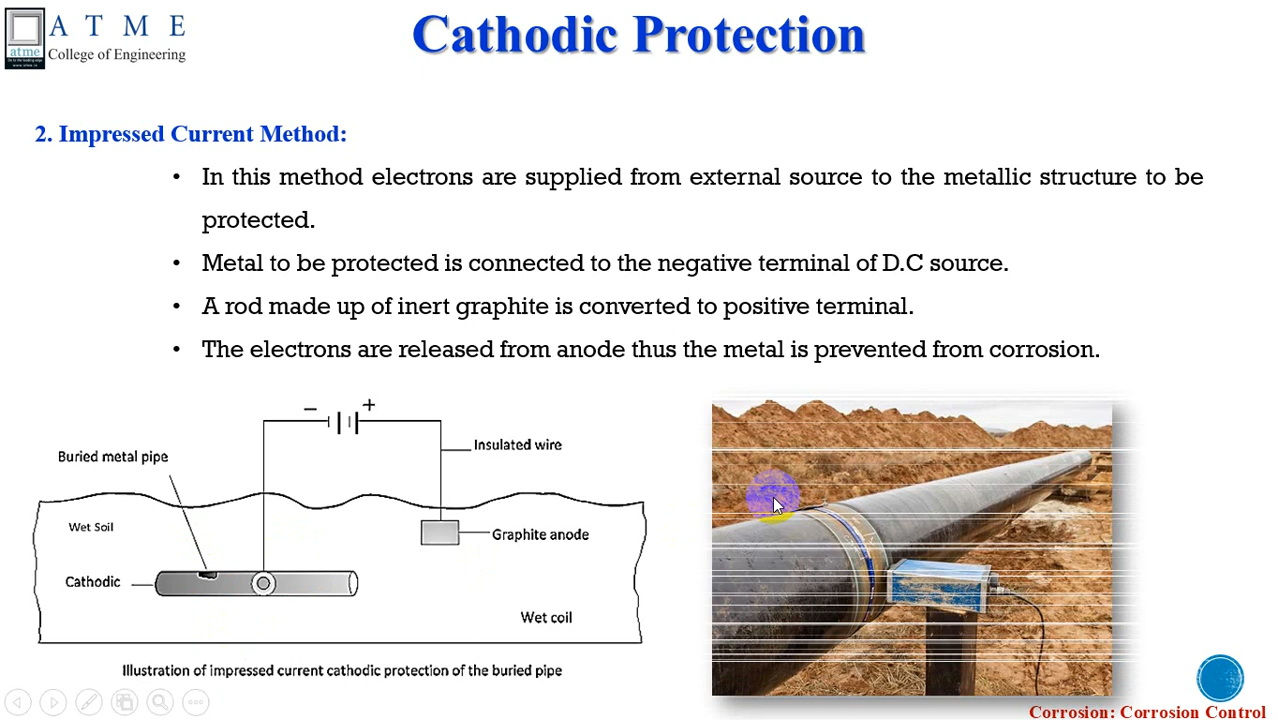 A T M E
College of Engineering
atme
Cathodic Protection
2. Impressed Current Method:
• In this method electrons are supplied from external source to the metallic structure to be
protected.
• Metal to be protected is connected to the negative terminal of D.C source.
• A rod made up of inert graphite is converted to positive terminal.
• The electrons are released from anode thus the metal is prevented from corrosion.
− +
Insulated wire
Buried metal pipe
Wet Soil
Graphite anode
Cathodic
Wet coil
Illustration of impressed current cathodic protection of the buried pipe
Corrosion: Corrosion Control